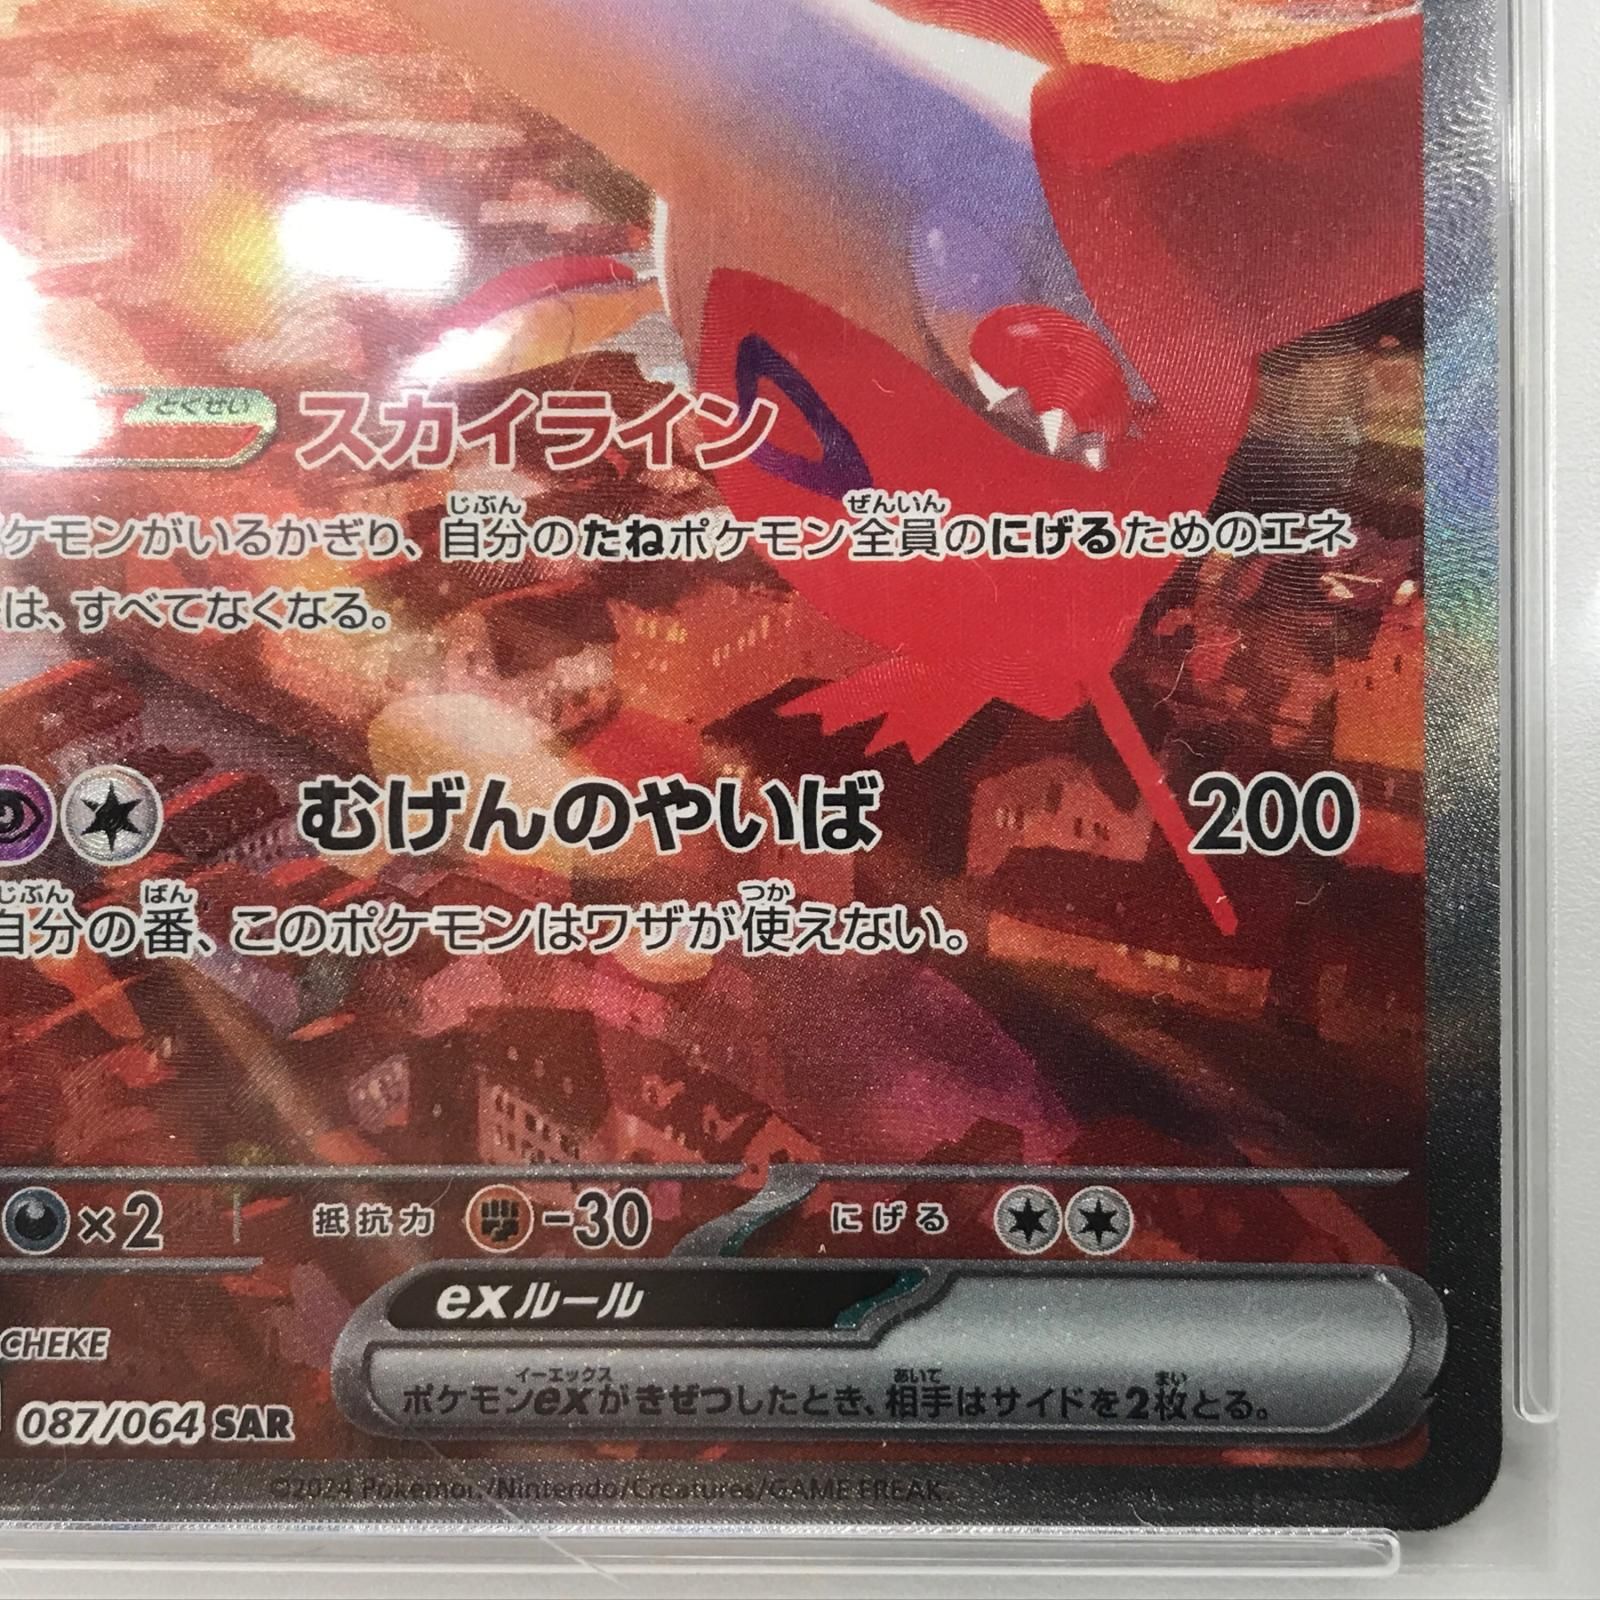 とくせい スカイライン
じぶん ぜんいん
ケモンがいるかぎり、自分のたねポケモン全員のにげるためのエネ
は、すべてなくなる。
むげんのやいば 200
じぶん ばん つか
自分の番、このポケモンはワザが使えない。
×2 抵抗力 -30 にげる
exルール
CHEKE
イーエックス あいて まい
ポケモンexがきぜつしたとき、相手はサイドを2枚とる。
087/064 SAR
©2024 Pokémon/Nintendo/Creatures/GAME FREAK.